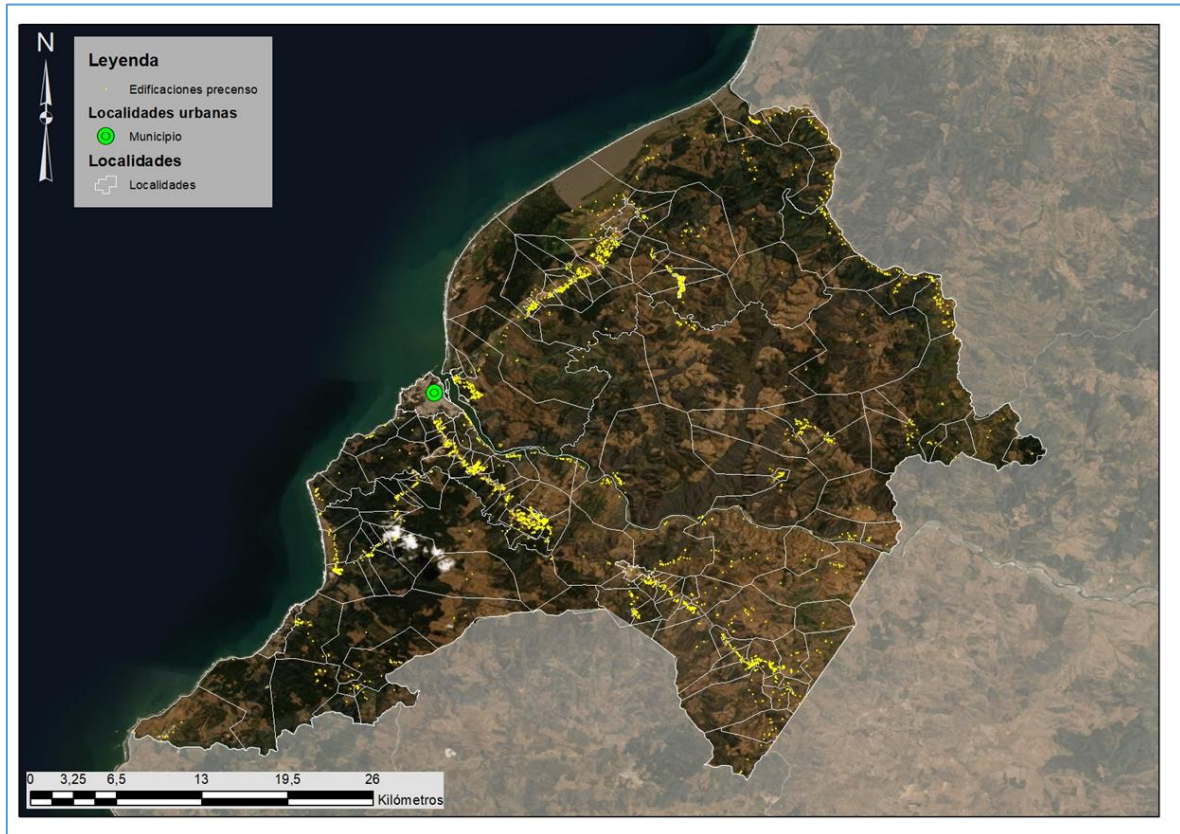 N
Leyenda
Edificaciones precenso
Localidades urbanas
Municipio
Localidades
Localidades
0 3,25 6,5 13 19,5 26
Kilómetros